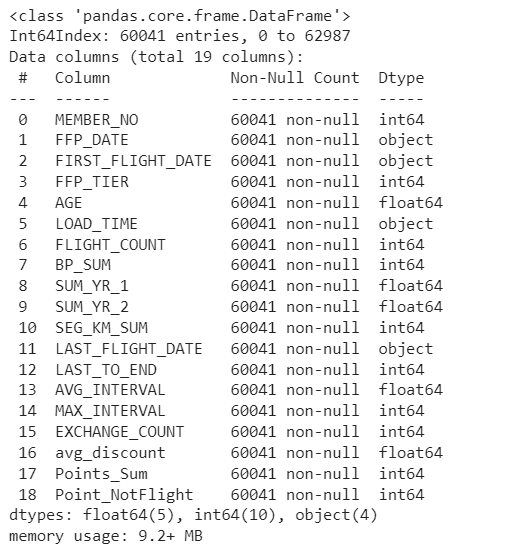 <class 'pandas.core.frame.DataFrame'>
Int64Index: 60041 entries, 0 to 62987
Data columns (total 19 columns):
 #   Column             Non-Null Count  Dtype
---  ------             --------------  -----
 0   MEMBER_NO          60041 non-null  int64
 1   FFP_DATE           60041 non-null  object
 2   FIRST_FLIGHT_DATE  60041 non-null  object
 3   FFP_TIER           60041 non-null  int64
 4   AGE                60041 non-null  float64
 5   LOAD_TIME          60041 non-null  object
 6   FLIGHT_COUNT       60041 non-null  int64
 7   BP_SUM             60041 non-null  int64
 8   SUM_YR_1           60041 non-null  float64
 9   SUM_YR_2           60041 non-null  float64
 10  SEG_KM_SUM         60041 non-null  int64
 11  LAST_FLIGHT_DATE   60041 non-null  object
 12  LAST_TO_END        60041 non-null  int64
 13  AVG_INTERVAL       60041 non-null  float64
 14  MAX_INTERVAL       60041 non-null  int64
 15  EXCHANGE_COUNT     60041 non-null  int64
 16  avg_discount       60041 non-null  float64
 17  Points_Sum         60041 non-null  int64
 18  Point_NotFlight    60041 non-null  int64
dtypes: float64(5), int64(10), object(4)
memory usage: 9.2+ MB